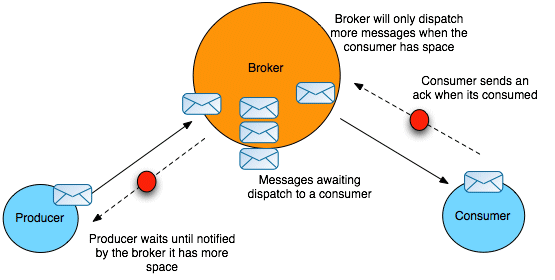 Broker will only dispatch
more messages when the
consumer has space
Broker
Consumer sends an
ack when its consumed
Messages awaiting
dispatch to a consumer
Producer
Consumer
Producer waits until notified
by the broker it has more
space